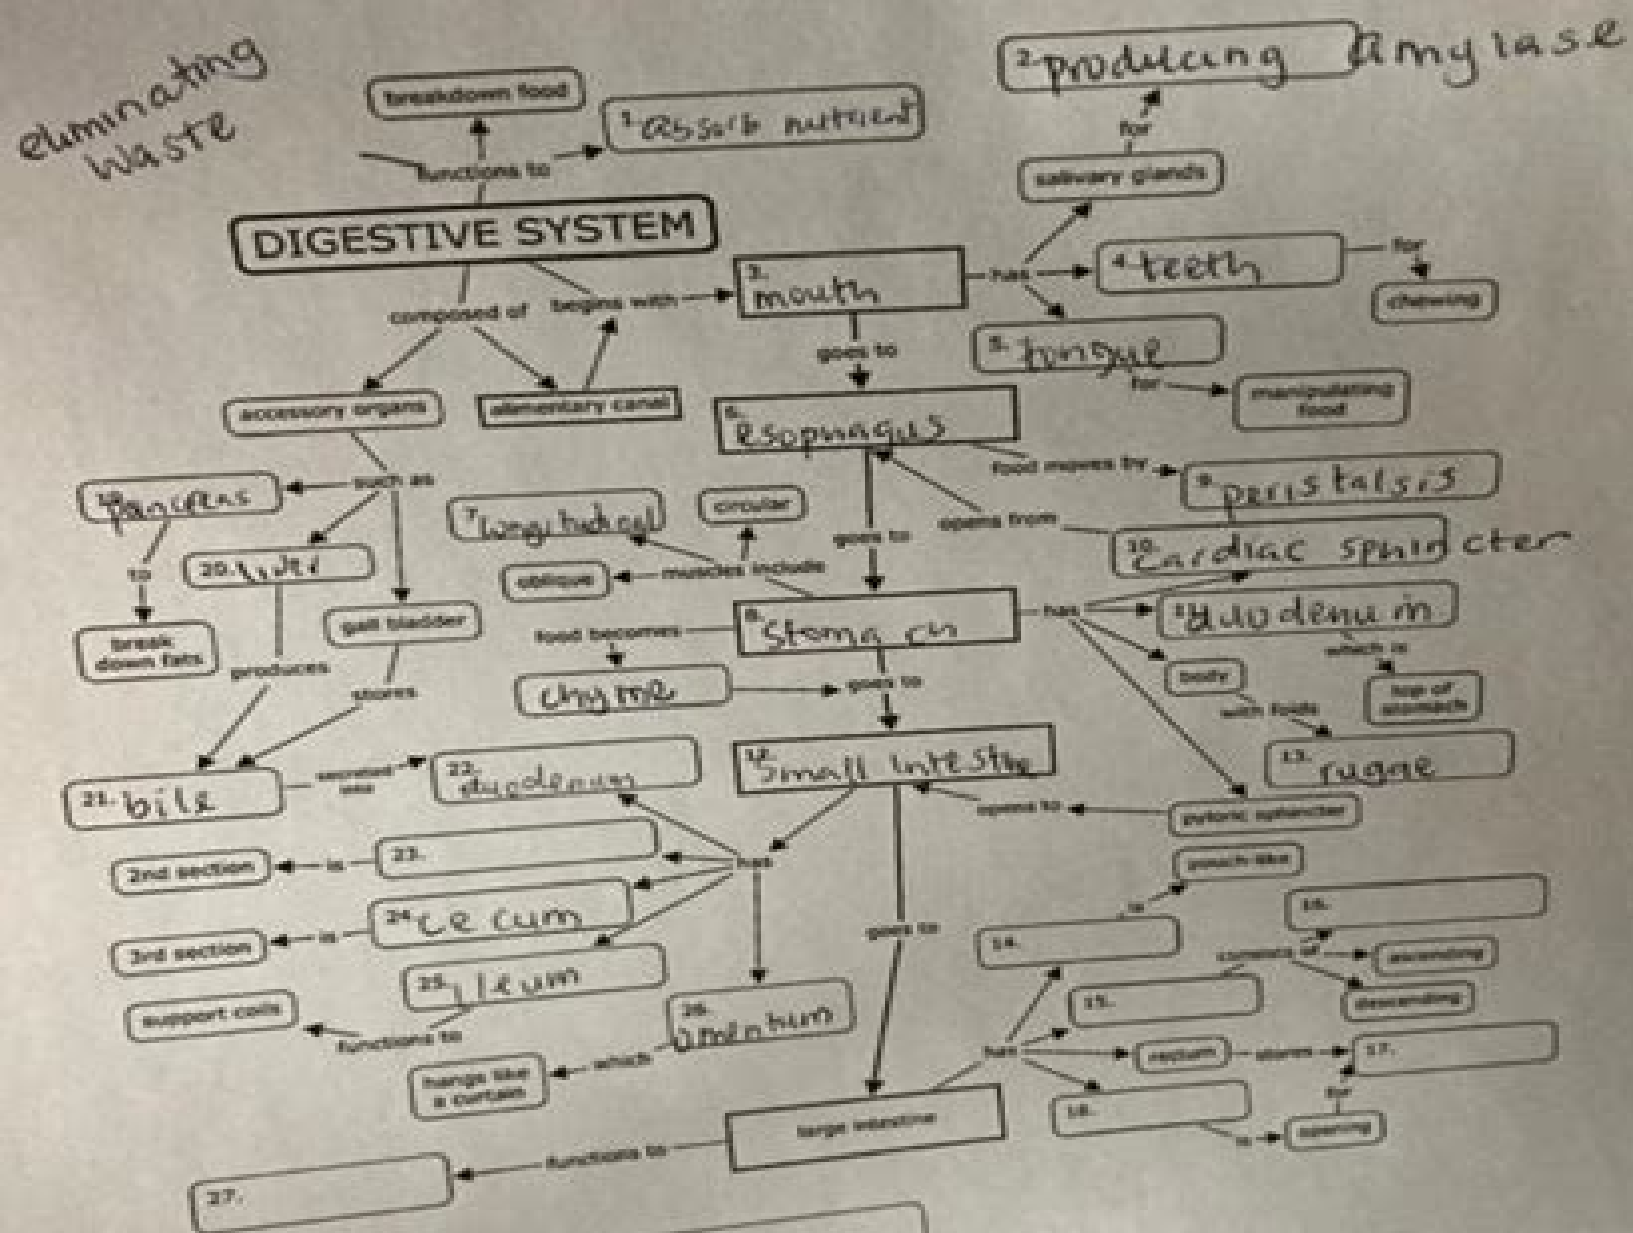 eliminating
waste
breakdown food
1. absorb nutrient
2. producing amylase
functions to
for
salivary glands
DIGESTIVE SYSTEM
3.
mouth
has
4. teeth
for
chewing
composed of
begins with
goes to
5. tongue
for
manipulating
food
accessory organs
alimentary canal
6.
esophagus
food moves by
9. peristalsis
such as
pancreas
7. longitudinal
circular
goes to
opens from
10.
cardiac sphincter
to
20. liver
oblique
muscles include
8.
stomach
has
duodenum
which is
top of
stomach
break
down fats
gall bladder
food becomes
produces
stores
chyme
goes to
body
with folds
13. rugae
21. bile
secreted
into
22.
duodenum
12.
small intestine
opens to
pyloric sphincter
2nd section
is
23.
has
pouch-like
is
3rd section
is
24. cecum
goes to
14.
16.
consists of
ascending
descending
support coils
functions to
25. ileum
15.
26.
omentum
which
hangs like
a curtain
has
rectum
stores
17.
for
18.
is
opening
large intestine
functions to
27.